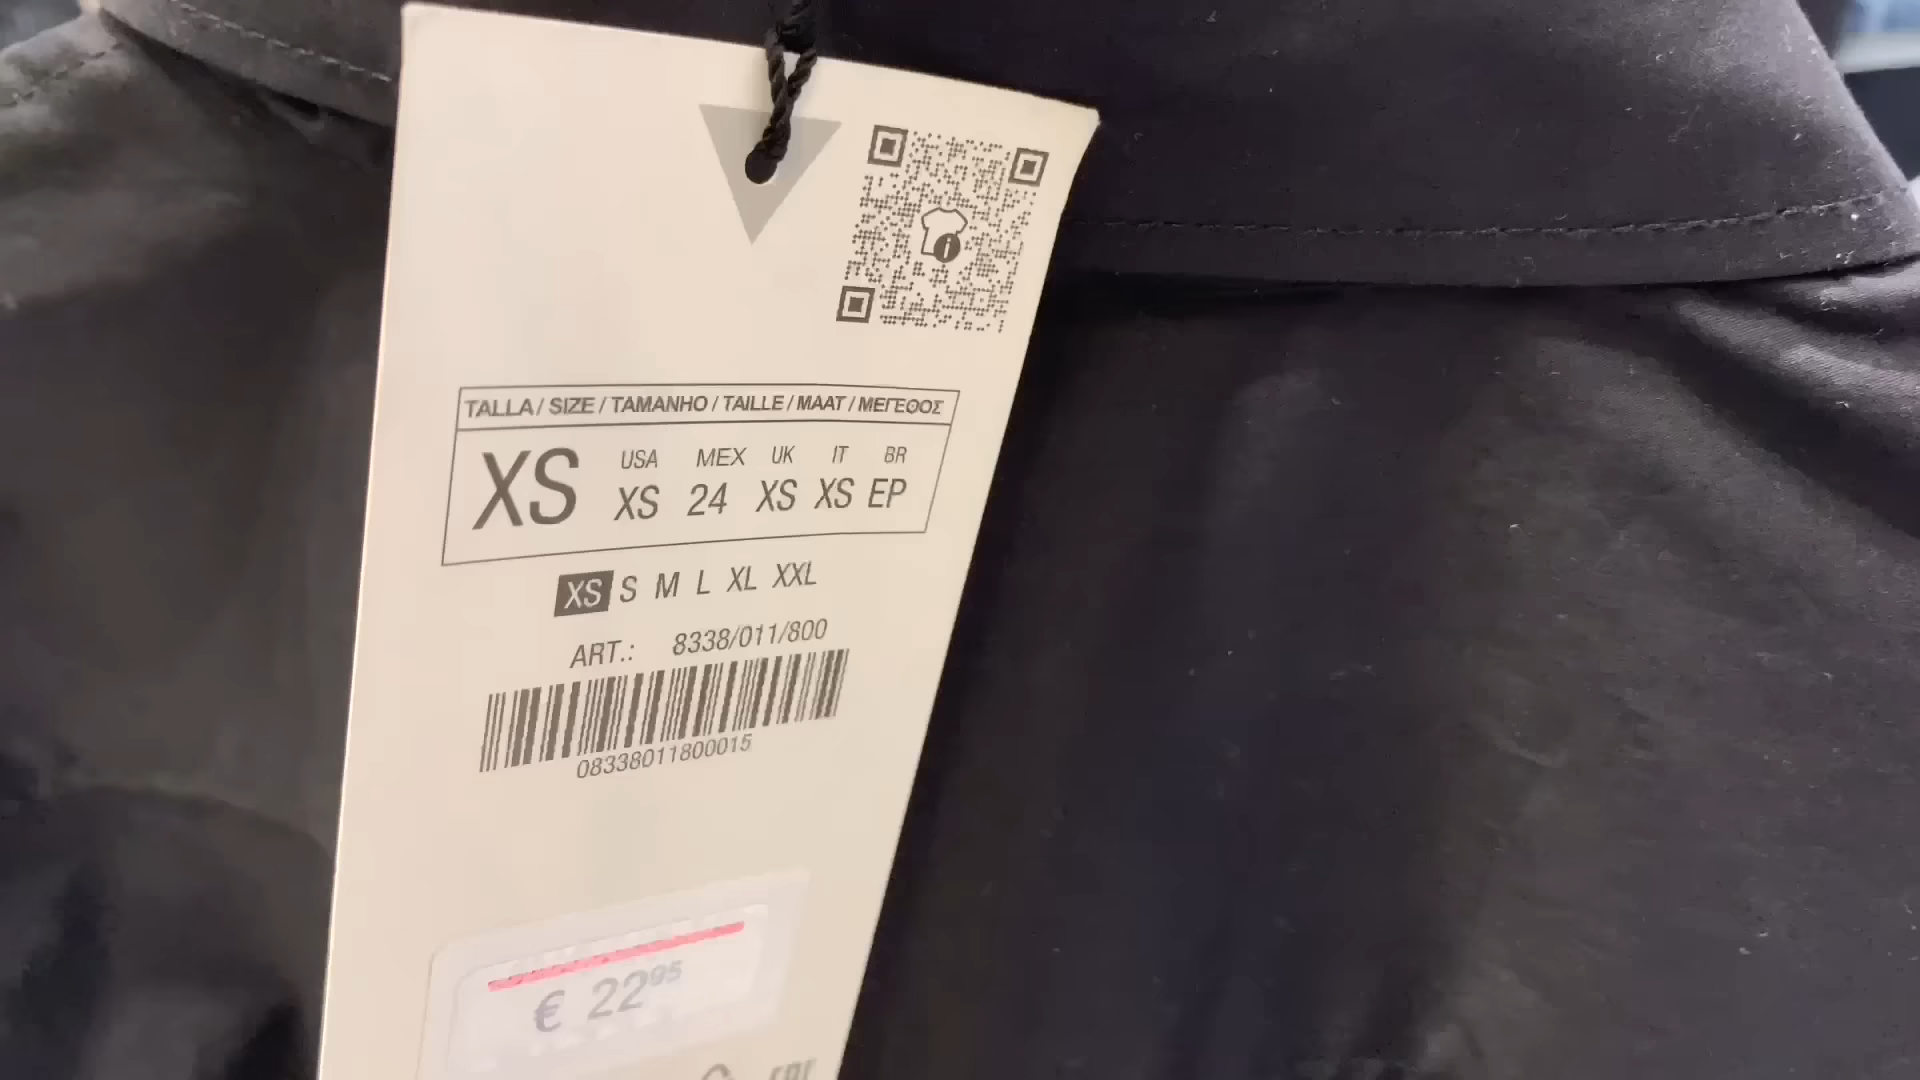 TALLA / SIZE / TAMANHO / TAILLE / MAAT / ΜΕΓΕΘΟΣ
XS USA MEX UK IT BR
XS 24 XS XS EP
XS S M L XL XXL
ART.: 8338/011/800
08338011800015
€ 22⁹⁵